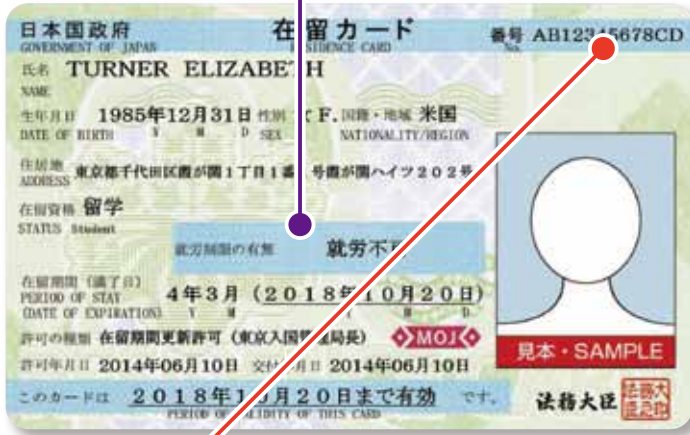 日本国政府 在留カード 番号 AB12345678CD
GOVERNMENT OF JAPAN RESIDENCE CARD No.
氏名 TURNER ELIZABETH
NAME
生年月日 1985年12月31日 性別 F. 国籍・地域 米国
DATE OF BIRTH Y M D SEX NATIONALITY/REGION
住居地 東京都千代田区霞が関1丁目1番 号霞が関ハイツ202号
ADDRESS
在留資格 留学
STATUS Student
就労制限の有無 就労不可
在留期間(満了日) 4年3月(2018年10月20日)
PERIOD OF STAY
(DATE OF EXPIRATION) Y M Y M D
許可の種類 在留期間更新許可(東京入国管理局長) MOJ
見本・SAMPLE
許可年月日 2014年06月10日 交付年月日 2014年06月10日
このカードは 2018年10月20日まで有効 です。
PERIOD OF VALIDITY OF THIS CARD
法務大臣